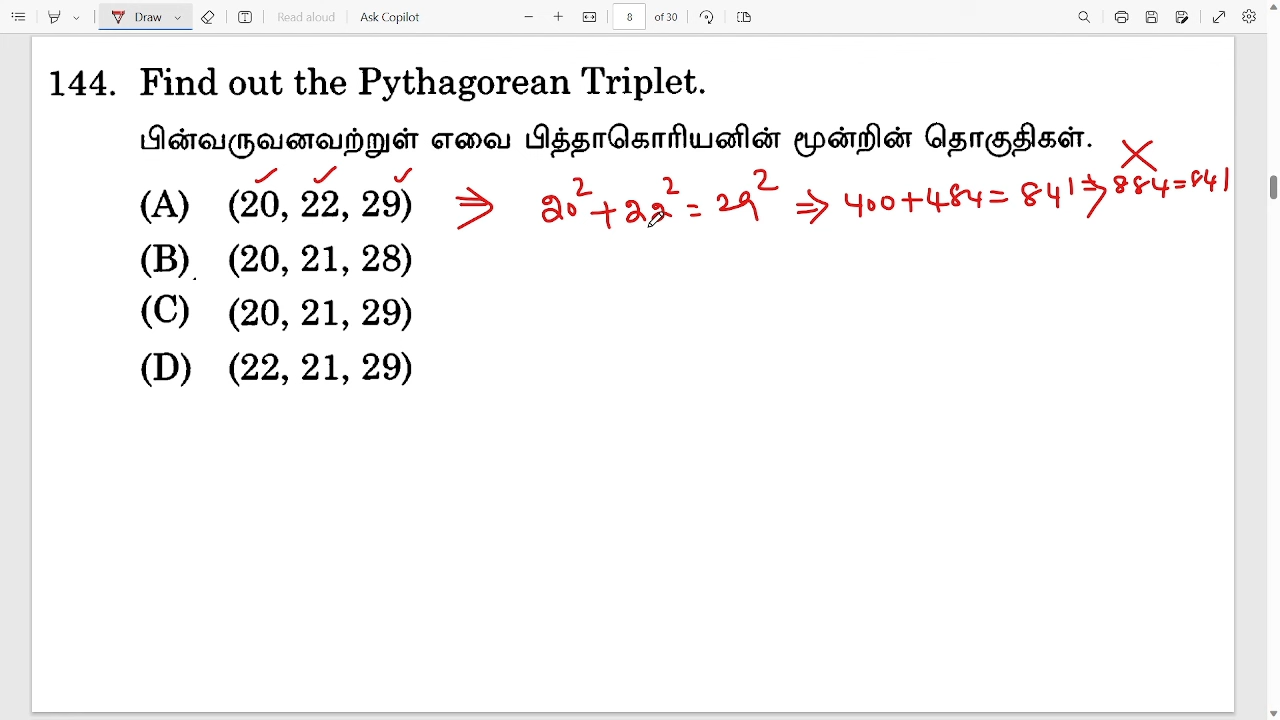 Draw Read aloud Ask Copilot 8 of 30
144. Find out the Pythagorean Triplet.
பின்வருவனவற்றுள் எவை பித்தாகொரியனின் மூன்றின் தொகுதிகள்.
(A) (20, 22, 29) ⇒ 20² + 22² = 29² ⇒ 400 + 484 = 841 ⇒ 884 = 841 ✗
(B) (20, 21, 28)
(C) (20, 21, 29)
(D) (22, 21, 29)